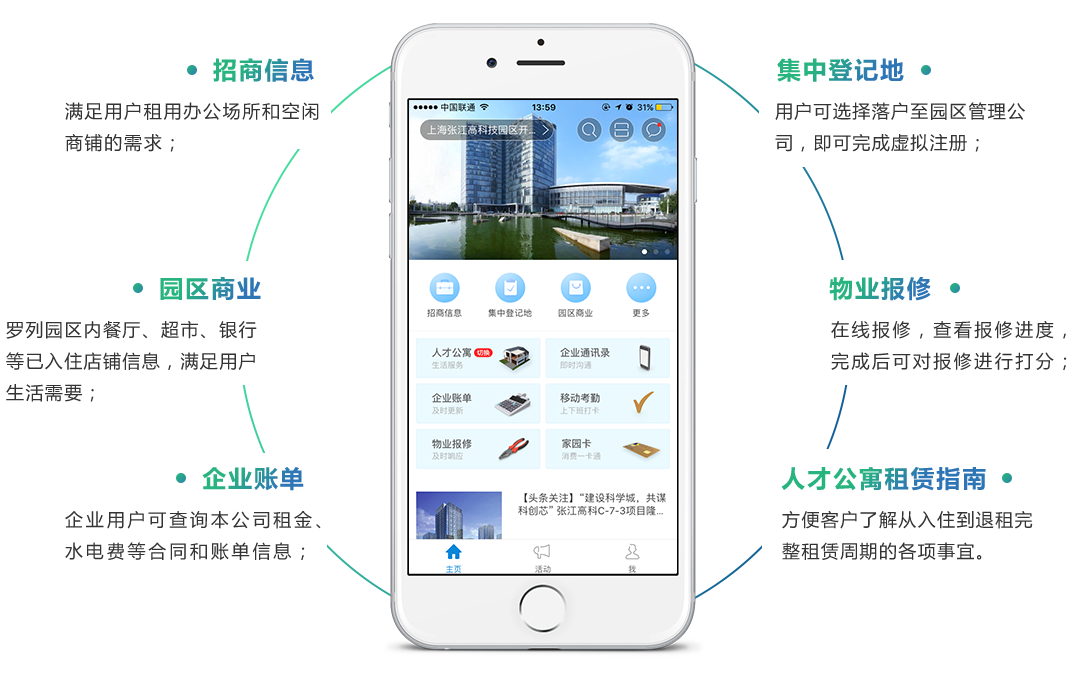 招商信息
满足用户租用办公场所和空闲
商铺的需求；
园区商业
罗列园区内餐厅、超市、银行
等已入住店铺信息，满足用户
生活需要；
企业账单
企业用户可查询本公司租金、
水电费等合同和账单信息；
中国联通
13:59
31%
上海张江高科技园区开...
招商信息
集中登记地
园区商业
更多
人才公寓 切换
生活服务
企业通讯录
即时沟通
企业账单
及时更新
移动考勤
上下班打卡
物业报修
及时响应
家园卡
消费一卡通
【头条关注】“建设科学城，共谋
科创芯” 张江高科C-7-3项目隆...
主页
活动
我
集中登记地
用户可选择落户至园区管理公
司，即可完成虚拟注册；
物业报修
在线报修，查看报修进度，
完成后可对报修进行打分；
人才公寓租赁指南
方便客户了解从入住到退租完
整租赁周期的各项事宜。